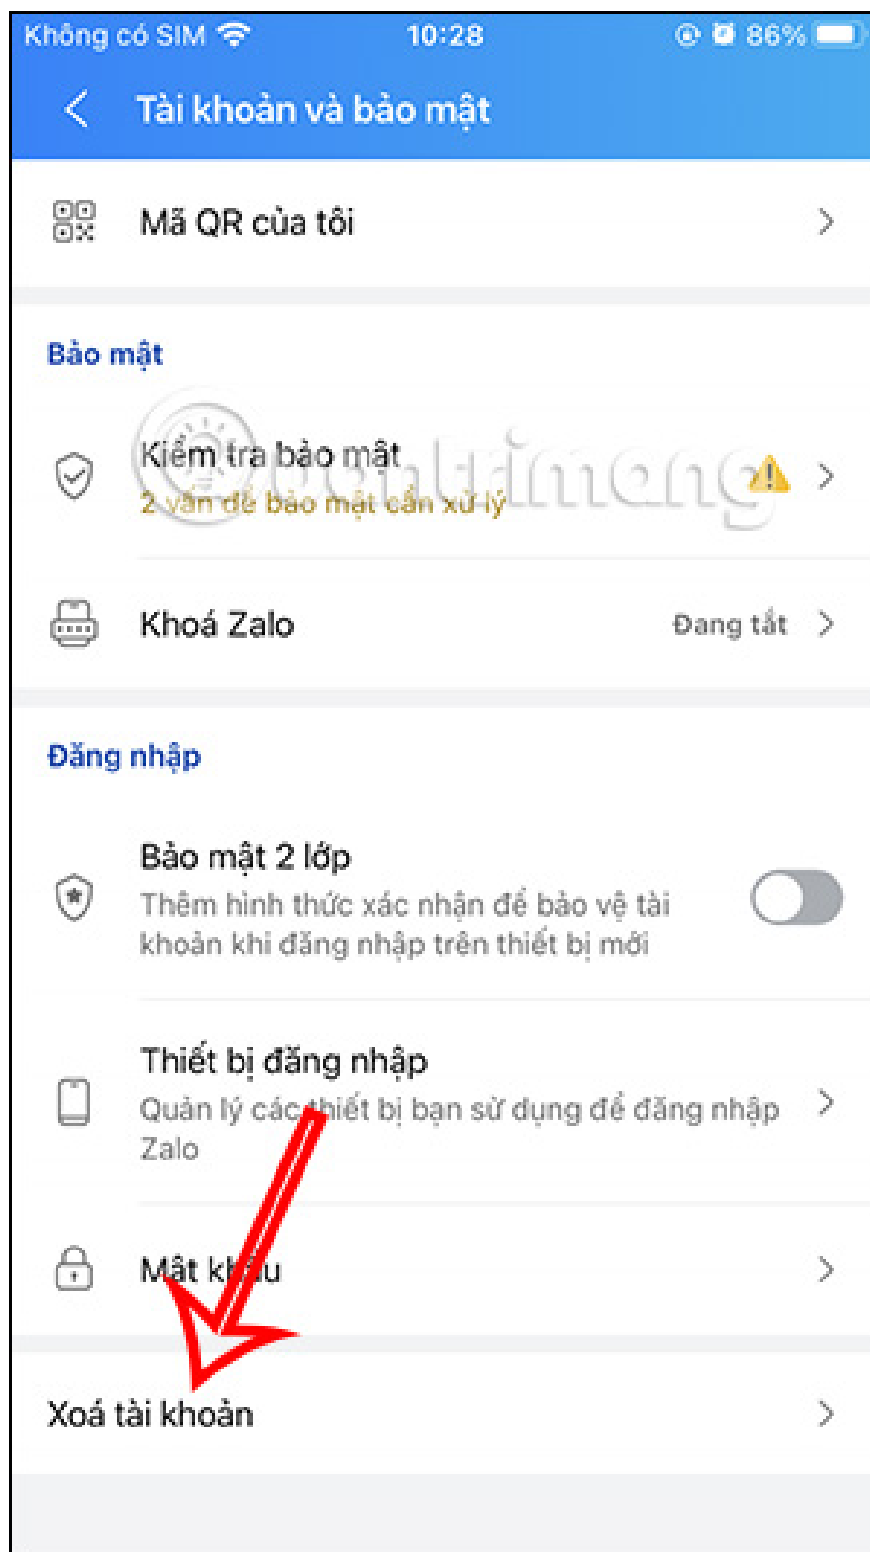 Không có SIM 10:28 86%
Tài khoản và bảo mật
Mã QR của tôi
Bảo mật
Kiểm tra bảo mật
2 vấn đề bảo mật cần xử lý
quantrimang
Khoá Zalo Đang tắt
Đăng nhập
Bảo mật 2 lớp
Thêm hình thức xác nhận để bảo vệ tài
khoản khi đăng nhập trên thiết bị mới
Thiết bị đăng nhập
Quản lý các thiết bị bạn sử dụng để đăng nhập
Zalo
Mật khẩu
Xoá tài khoản